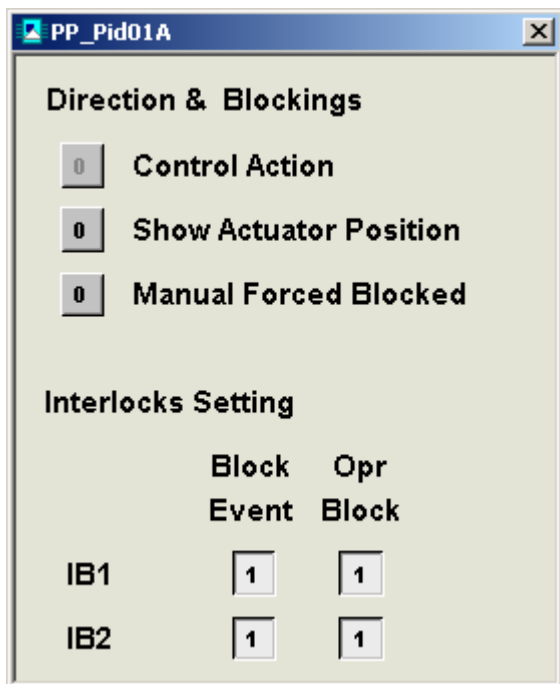 PP_Pid01A
Direction & Blockings
0 Control Action
0 Show Actuator Position
0 Manual Forced Blocked
Interlocks Setting
Block Opr
Event Block
IB1 1 1
IB2 1 1